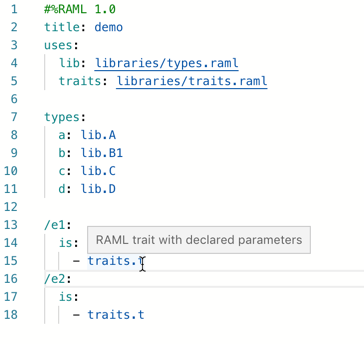 1 #%RAML 1.0
2 title: demo
3 uses:
4 lib: libraries/types.raml
5 traits: libraries/traits.raml
6
7 types:
8 a: lib.A
9 b: lib.B1
10 c: lib.C
11 d: lib.D
12
13 /e1:
RAML trait with declared parameters
14 is:
15 - traits.t
16 /e2:
17 is:
18 - traits.t